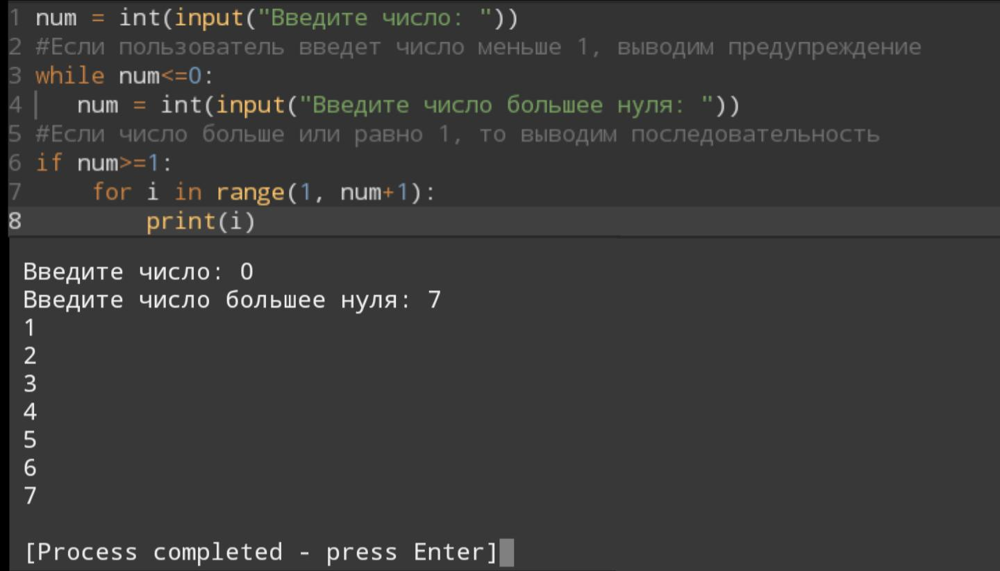 1 num = int(input("Введите число: "))
2 #Если пользователь введет число меньше 1, выводим предупреждение
3 while num<=0:
4    num = int(input("Введите число большее нуля: "))
5 #Если число больше или равно 1, то выводим последовательность
6 if num>=1:
7     for i in range(1, num+1):
8         print(i)
Введите число: 0
Введите число большее нуля: 7
1
2
3
4
5
6
7
[Process completed - press Enter]